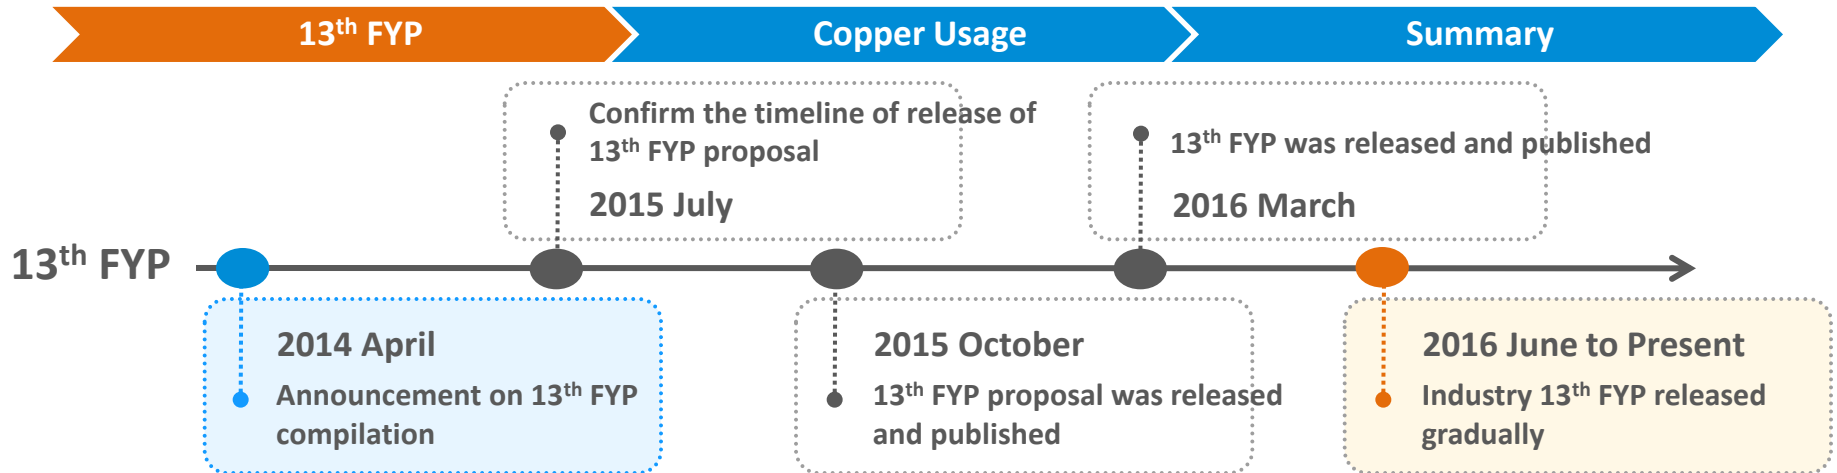 13th FYP
Copper Usage
Summary
Confirm the timeline of release of
13th FYP proposal
2015 July
13th FYP was released and published
2016 March
13th FYP
2014 April
Announcement on 13th FYP
compilation
2015 October
13th FYP proposal was released
and published
2016 June to Present
Industry 13th FYP released
gradually